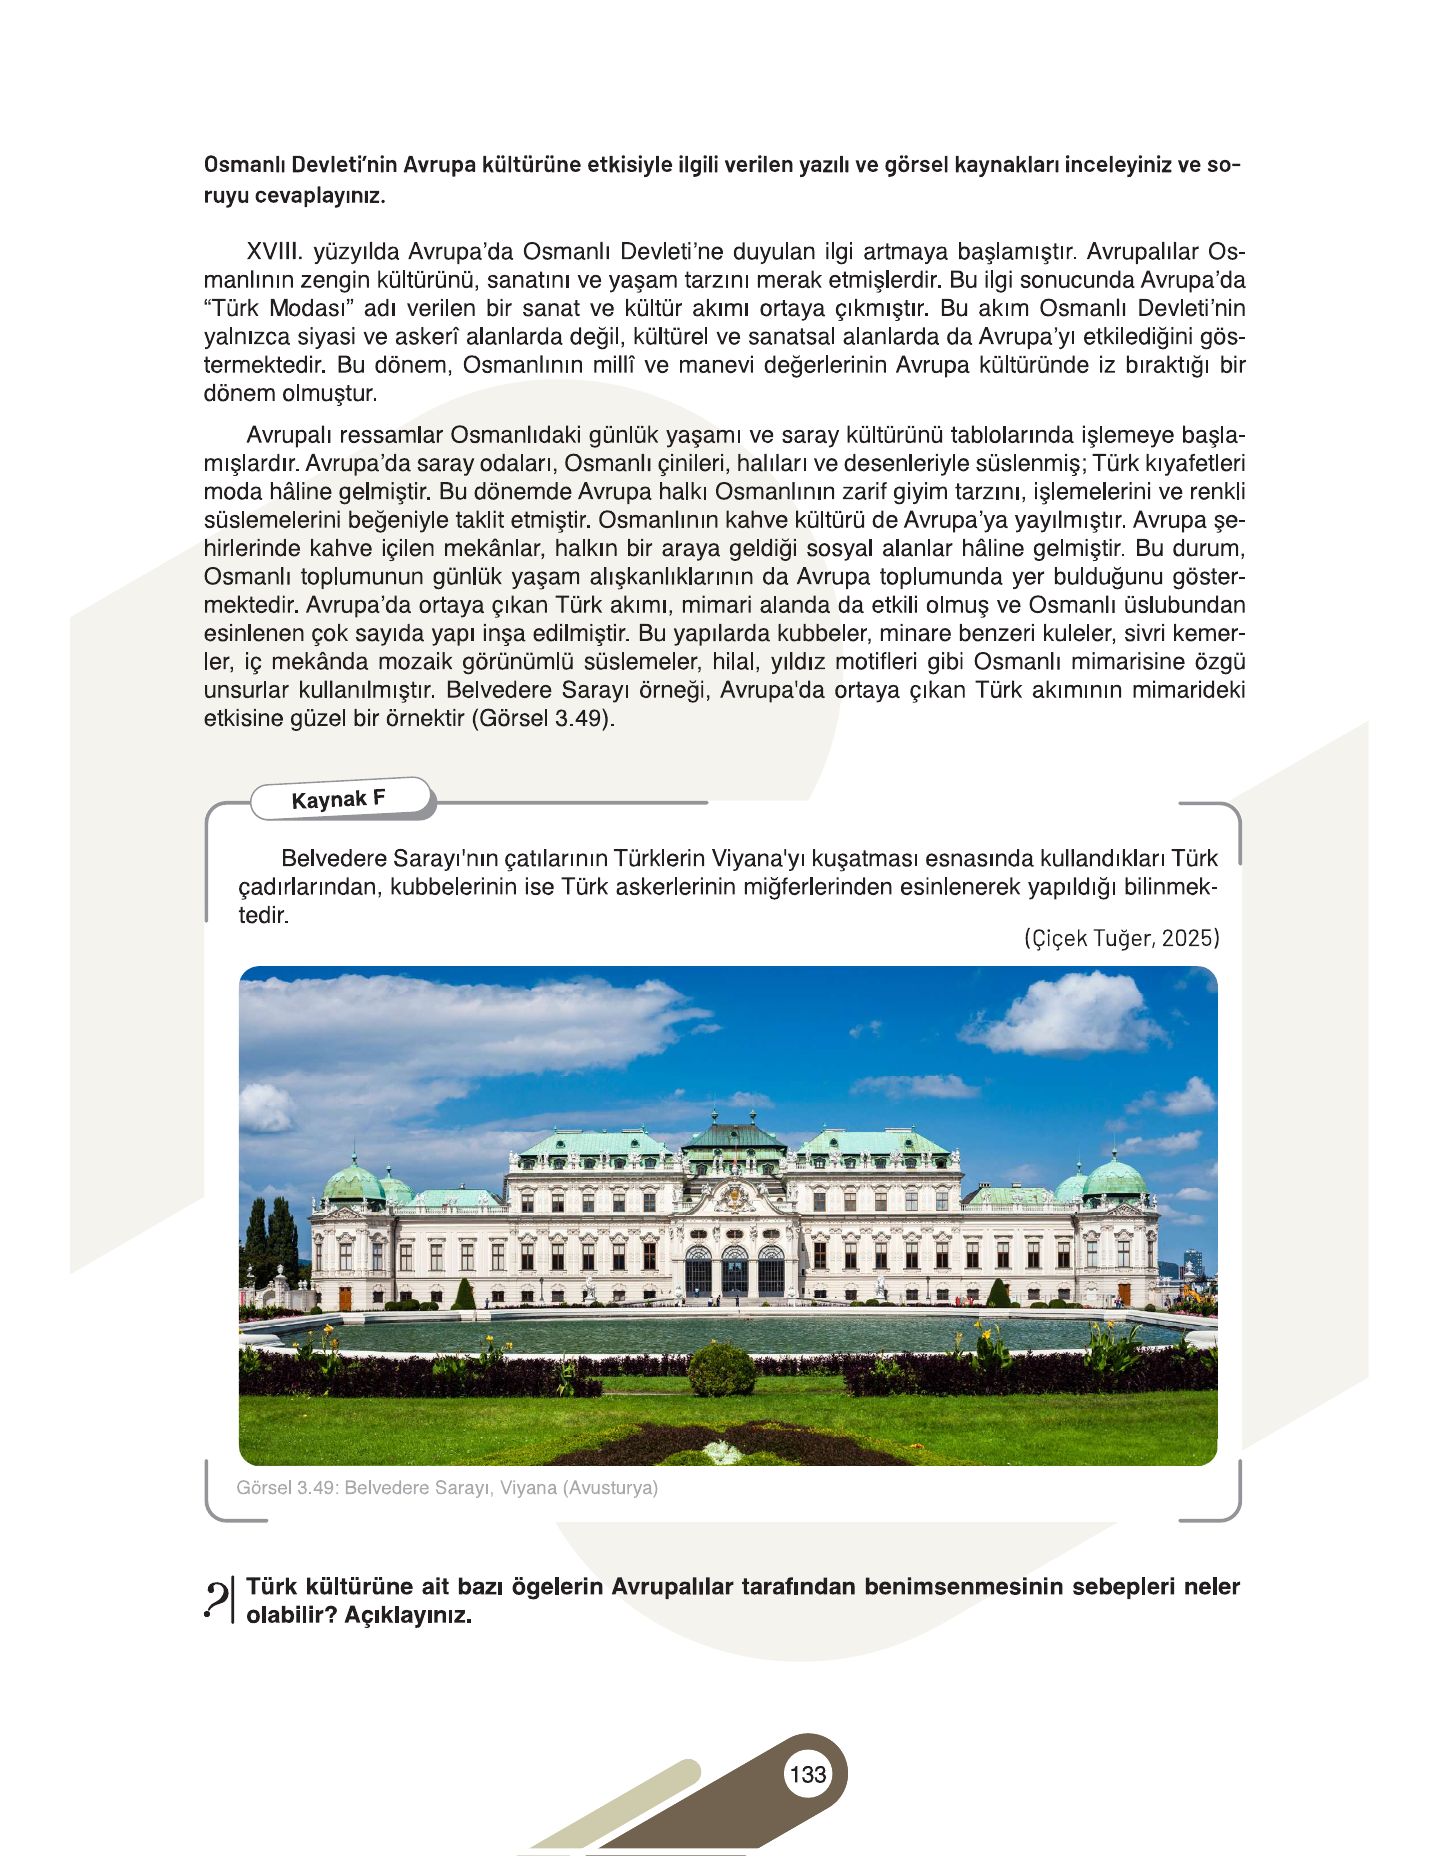 Osmanlı Devleti’nin Avrupa kültürüne etkisiyle ilgili verilen yazılı ve görsel kaynakları inceleyiniz ve so-
ruyu cevaplayınız.
XVIII. yüzyılda Avrupa’da Osmanlı Devleti’ne duyulan ilgi artmaya başlamıştır. Avrupalılar Os-
manlının zengin kültürünü, sanatını ve yaşam tarzını merak etmişlerdir. Bu ilgi sonucunda Avrupa’da
“Türk Modası” adı verilen bir sanat ve kültür akımı ortaya çıkmıştır. Bu akım Osmanlı Devleti’nin
yalnızca siyasi ve askerî alanlarda değil, kültürel ve sanatsal alanlarda da Avrupa’yı etkilediğini gös-
termektedir. Bu dönem, Osmanlının millî ve manevi değerlerinin Avrupa kültüründe iz bıraktığı bir
dönem olmuştur.
Avrupalı ressamlar Osmanlıdaki günlük yaşamı ve saray kültürünü tablolarında işlemeye başla-
mışlardır. Avrupa’da saray odaları, Osmanlı çinileri, halıları ve desenleriyle süslenmiş; Türk kıyafetleri
moda hâline gelmiştir. Bu dönemde Avrupa halkı Osmanlının zarif giyim tarzını, işlemelerini ve renkli
süslemelerini beğeniyle taklit etmiştir. Osmanlının kahve kültürü de Avrupa’ya yayılmıştır. Avrupa şe-
hirlerinde kahve içilen mekânlar, halkın bir araya geldiği sosyal alanlar hâline gelmiştir. Bu durum,
Osmanlı toplumunun günlük yaşam alışkanlıklarının da Avrupa toplumunda yer bulduğunu göster-
mektedir. Avrupa’da ortaya çıkan Türk akımı, mimari alanda da etkili olmuş ve Osmanlı üslubundan
esinlenen çok sayıda yapı inşa edilmiştir. Bu yapılarda kubbeler, minare benzeri kuleler, sivri kemer-
ler, iç mekânda mozaik görünümlü süslemeler, hilal, yıldız motifleri gibi Osmanlı mimarisine özgü
unsurlar kullanılmıştır. Belvedere Sarayı örneği, Avrupa'da ortaya çıkan Türk akımının mimarideki
etkisine güzel bir örnektir (Görsel 3.49).
Kaynak F
Belvedere Sarayı'nın çatılarının Türklerin Viyana'yı kuşatması esnasında kullandıkları Türk
çadırlarından, kubbelerinin ise Türk askerlerinin miğferlerinden esinlenerek yapıldığı bilinmek-
tedir.
(Çiçek Tuğer, 2025)
Görsel 3.49: Belvedere Sarayı, Viyana (Avusturya)
? Türk kültürüne ait bazı ögelerin Avrupalılar tarafından benimsenmesinin sebepleri neler
olabilir? Açıklayınız.
133